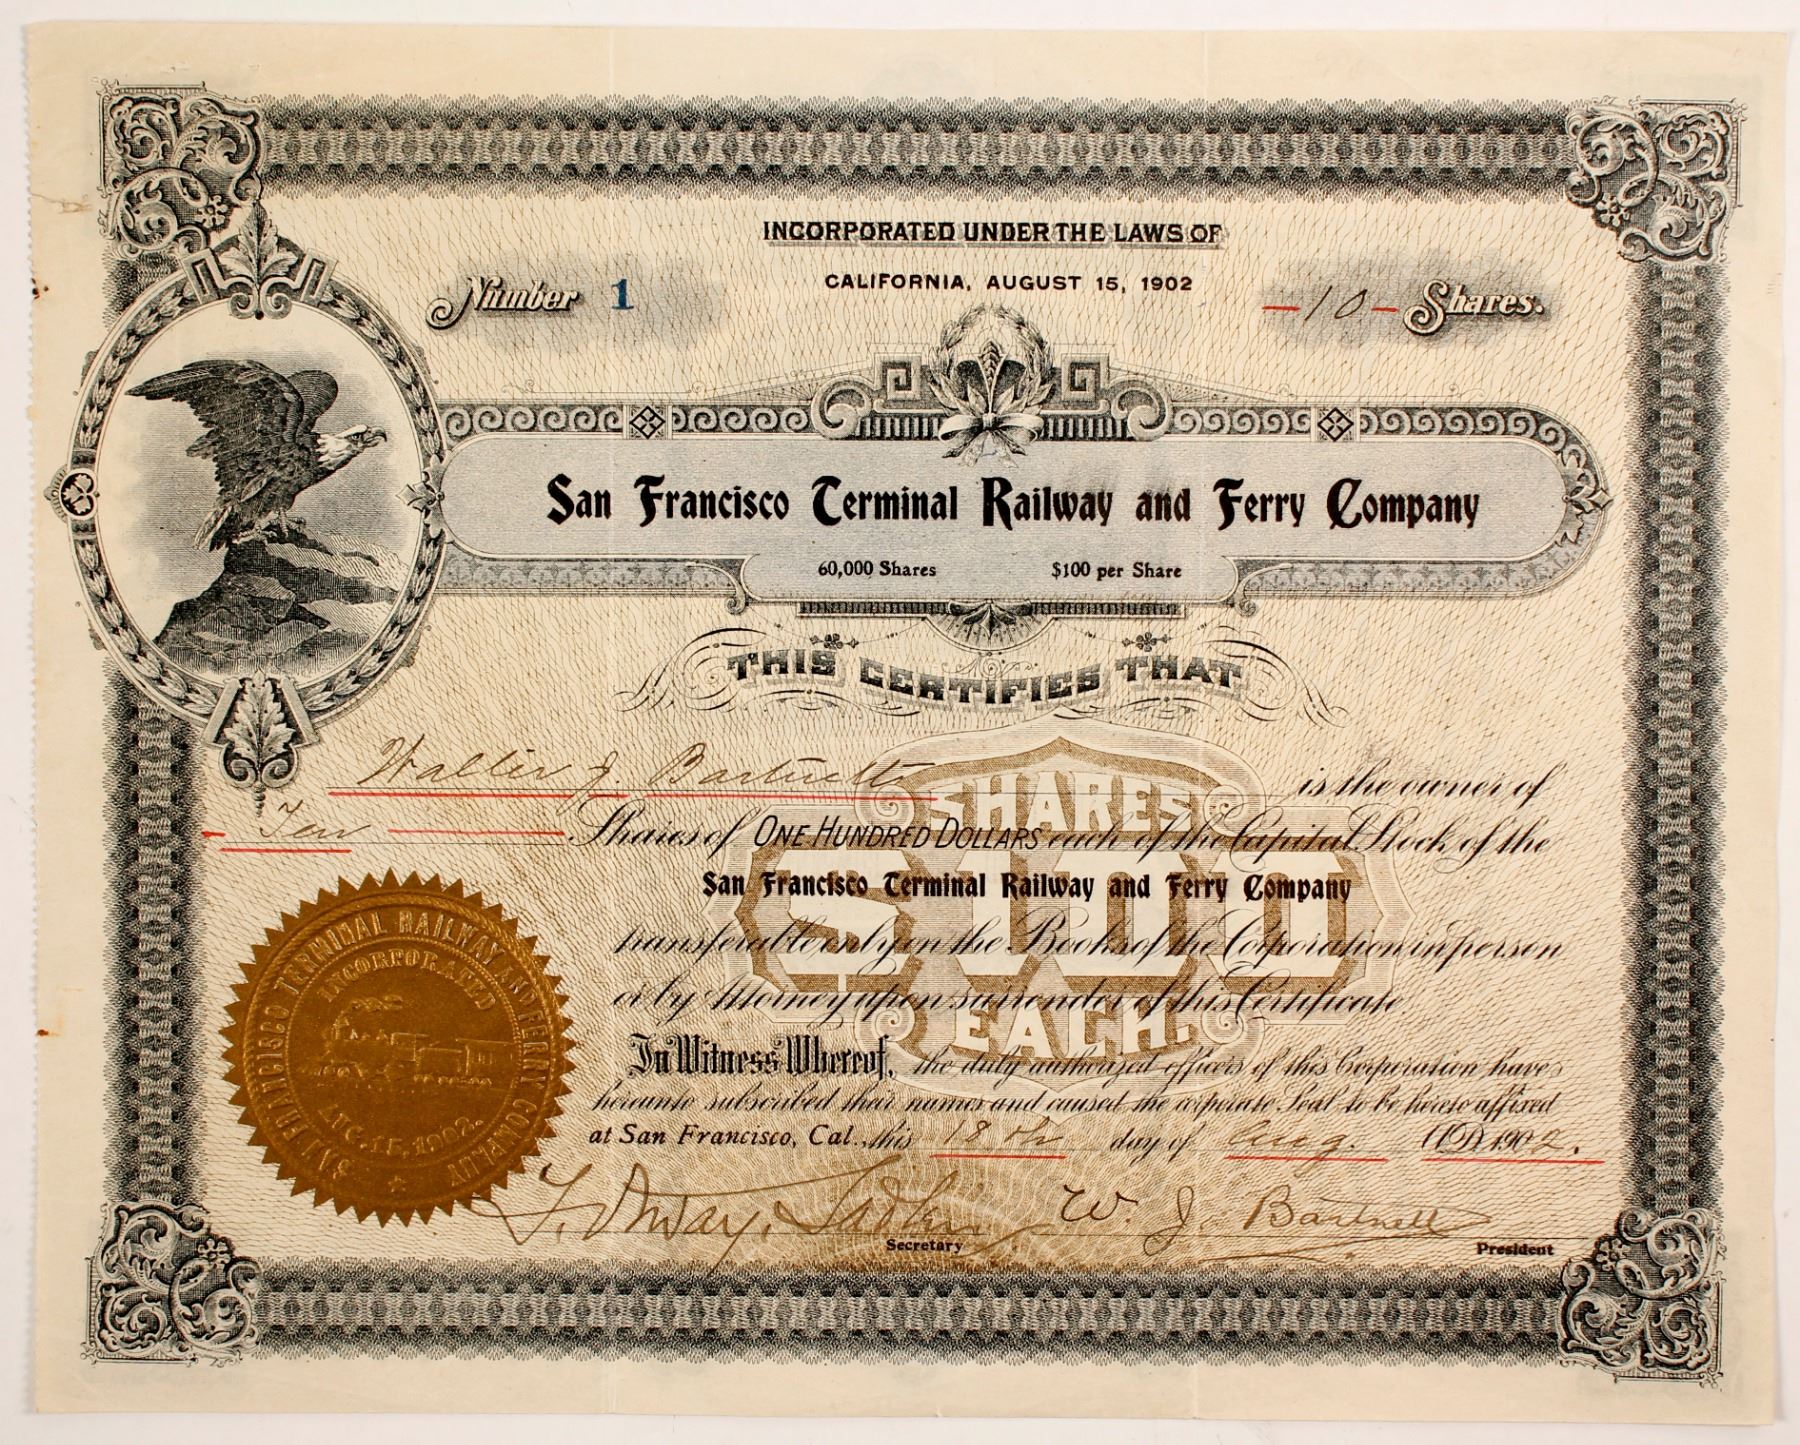 INCORPORATED UNDER THE LAWS OF
CALIFORNIA, AUGUST 15, 1902
Number 1
—10— Shares.
San Francisco Terminal Railway and Ferry Company
60,000 Shares $100 per Share
THIS CERTIFIES THAT
Walter J. Bartnett is the owner of
Ten Shares of ONE HUNDRED DOLLARS each of the Capital Stock of the
San Francisco Terminal Railway and Ferry Company
transferable only on the Books of the Corporation in person
or by Attorney upon surrender of this Certificate.
In Witness Whereof, the duly authorized officers of this Corporation have
hereunto subscribed their names and caused the corporate Seal to be hereto affixed
at San Francisco, Cal., this 18th day of Aug. A.D. 1902.
W. J. Bartnett
Secretary
President
SHARES
$100
EACH.
SAN FRANCISCO TERMINAL RAILWAY AND FERRY COMPANY
INCORPORATED
AUG. 15, 1902.